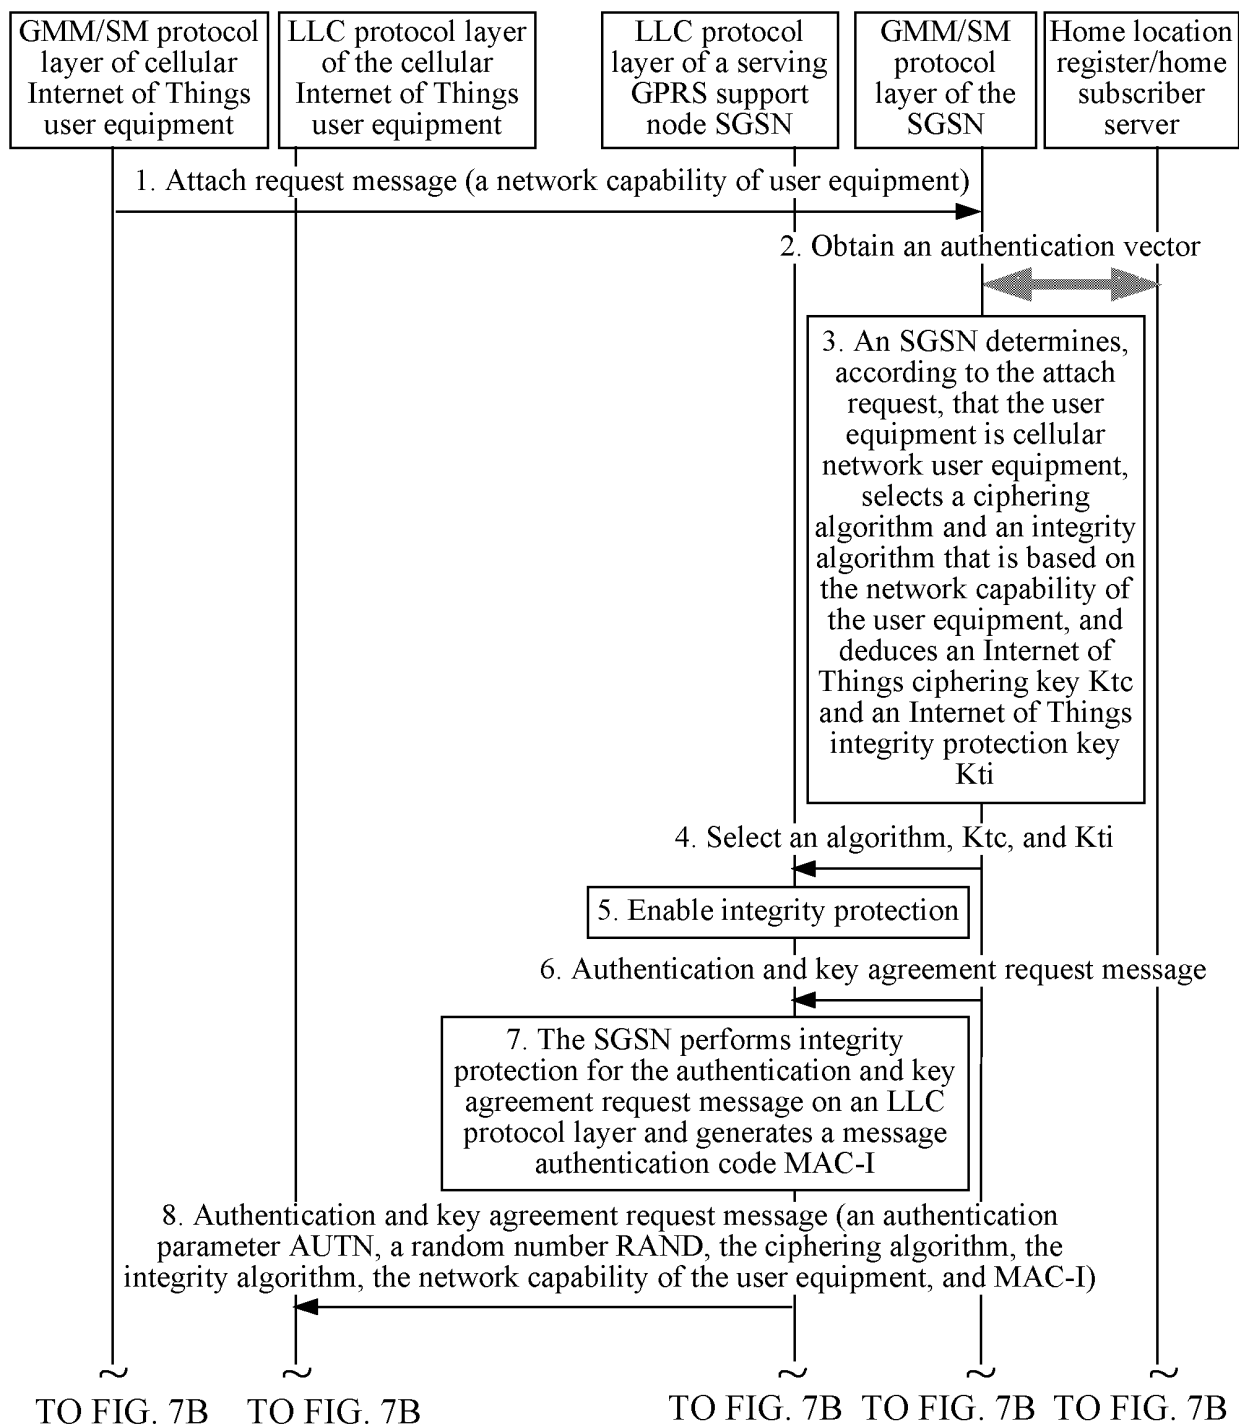 GMM/SM protocol
layer of cellular
Internet of Things
user equipment
LLC protocol layer
of the cellular
Internet of Things
user equipment
LLC protocol
layer of a serving
GPRS support
node SGSN
GMM/SM
protocol
layer of the
SGSN
Home location
register/home
subscriber
server
1. Attach request message (a network capability of user equipment)
2. Obtain an authentication vector
3. An SGSN determines,
according to the attach
request, that the user
equipment is cellular
network user equipment,
selects a ciphering
algorithm and an integrity
algorithm that is based on
the network capability of
the user equipment, and
deduces an Internet of
Things ciphering key Ktc
and an Internet of Things
integrity protection key
Kti
4. Select an algorithm, Ktc, and Kti
5. Enable integrity protection
6. Authentication and key agreement request message
7. The SGSN performs integrity
protection for the authentication and key
agreement request message on an LLC
protocol layer and generates a message
authentication code MAC-I
8. Authentication and key agreement request message (an authentication
parameter AUTN, a random number RAND, the ciphering algorithm, the
integrity algorithm, the network capability of the user equipment, and MAC-I)
TO FIG. 7B
TO FIG. 7B
TO FIG. 7B
TO FIG. 7B
TO FIG. 7B